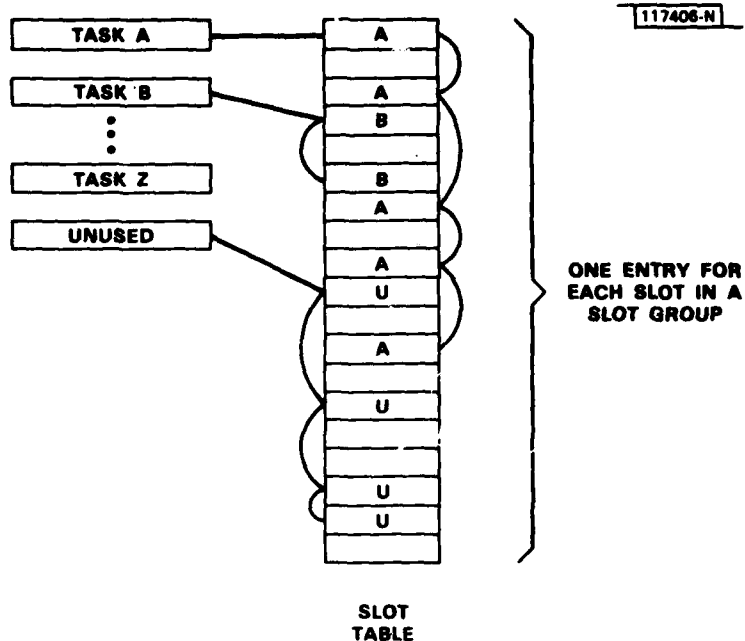 117406-N
TASK A
TASK B
TASK Z
UNUSED
A
A
B
B
A
A
U
A
U
U
U
ONE ENTRY FOR
EACH SLOT IN A
SLOT GROUP
SLOT
TABLE